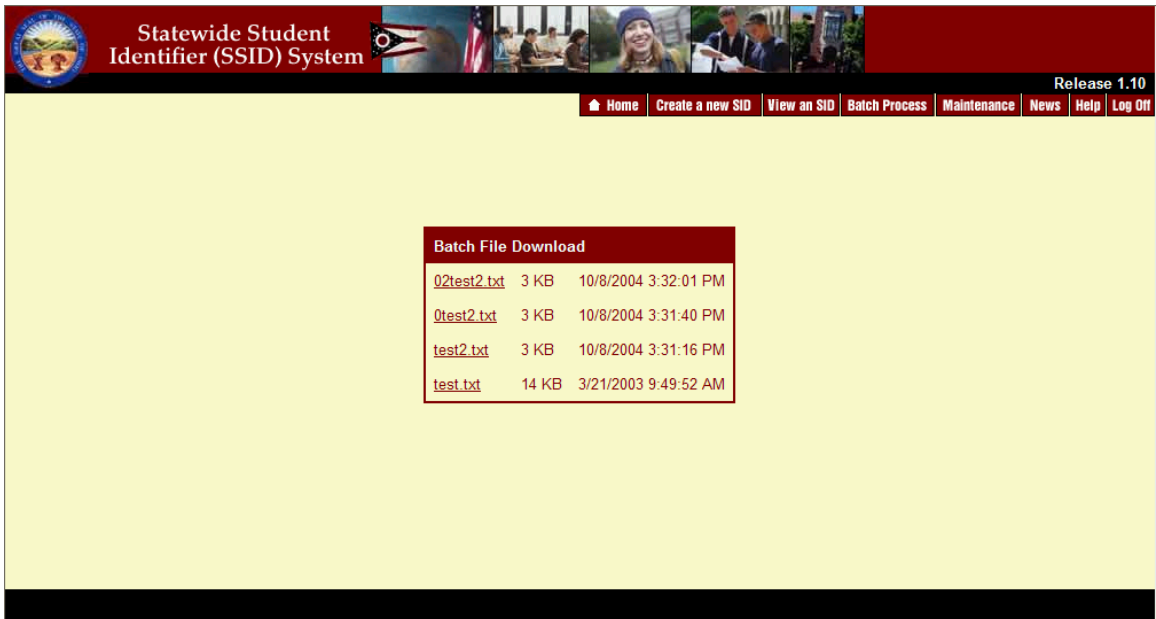 Statewide Student
Identifier (SSID) System
Release 1.10
Home Create a new SID View an SID Batch Process Maintenance News Help Log Off
Batch File Download
02test2.txt 3 KB 10/8/2004 3:32:01 PM
0test2.txt 3 KB 10/8/2004 3:31:40 PM
test2.txt 3 KB 10/8/2004 3:31:16 PM
test.txt 14 KB 3/21/2003 9:49:52 AM